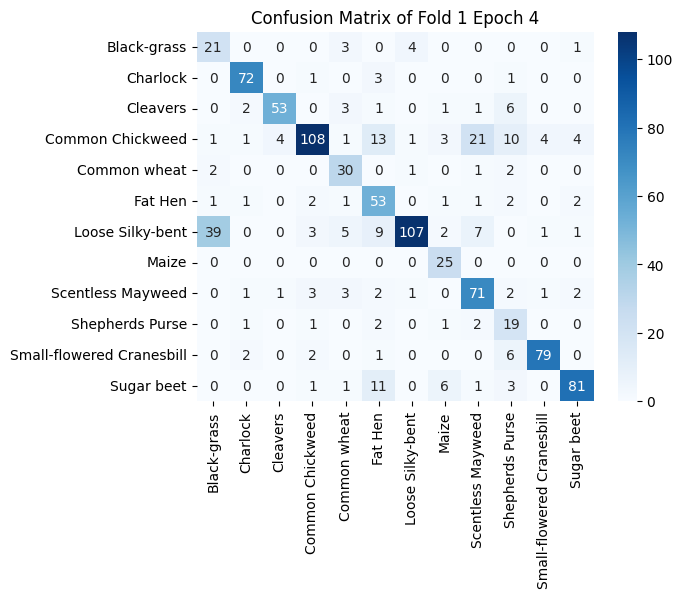 Confusion Matrix of Fold 1 Epoch 4
Black-grass 21 0 0 0 3 0 4 0 0 0 0 1
Charlock 0 72 0 1 0 3 0 0 0 1 0 0
Cleavers 0 2 53 0 3 1 0 1 1 6 0 0
Common Chickweed 1 1 4 108 1 13 1 3 21 10 4 4
Common wheat 2 0 0 0 30 0 1 0 1 2 0 0
Fat Hen 1 1 0 2 1 53 0 1 1 2 0 2
Loose Silky-bent 39 0 0 3 5 9 107 2 7 0 1 1
Maize 0 0 0 0 0 0 0 25 0 0 0 0
Scentless Mayweed 0 1 1 3 3 2 1 0 71 2 1 2
Shepherds Purse 0 1 0 1 0 2 0 1 2 19 0 0
Small-flowered Cranesbill 0 2 0 2 0 1 0 0 0 6 79 0
Sugar beet 0 0 0 1 1 11 0 6 1 3 0 81
Black-grass
Charlock
Cleavers
Common Chickweed
Common wheat
Fat Hen
Loose Silky-bent
Maize
Scentless Mayweed
Shepherds Purse
Small-flowered Cranesbill
Sugar beet
100
80
60
40
20
0